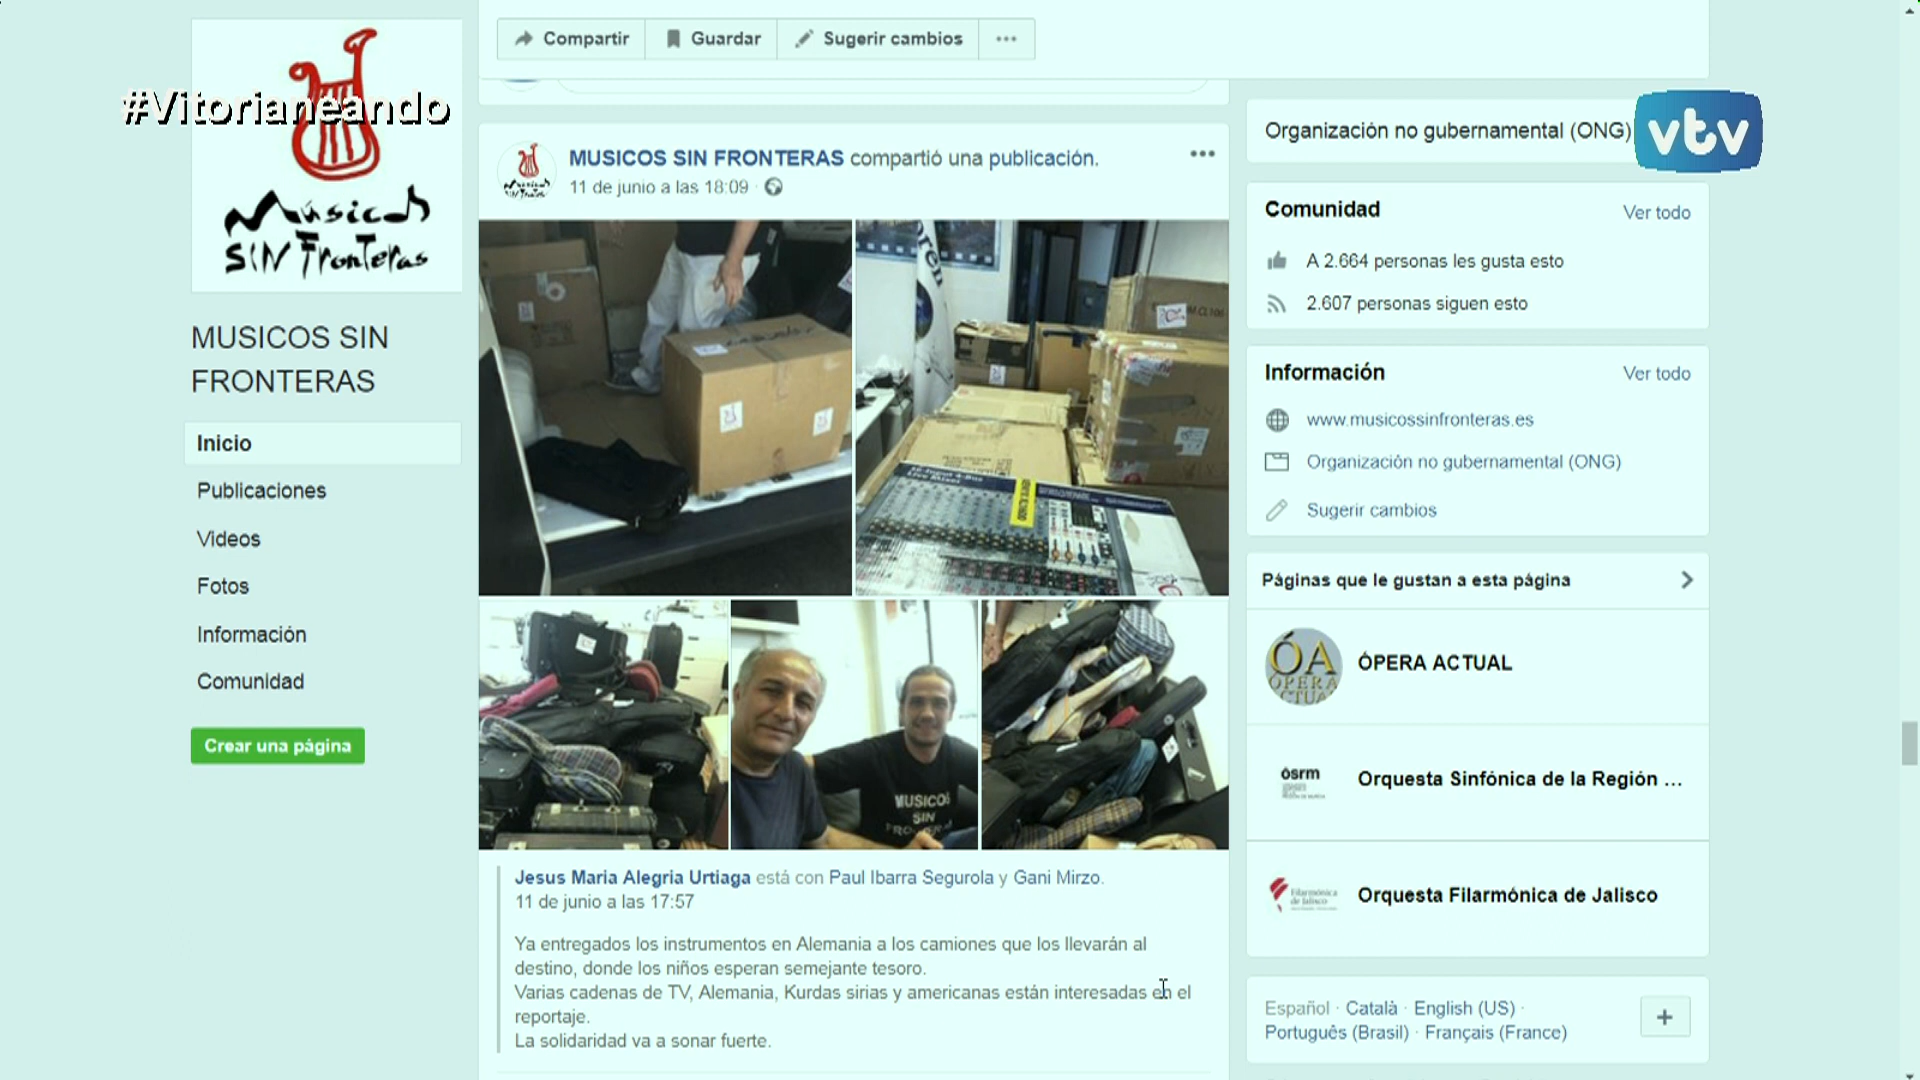 Compartir
Guardar
Sugerir cambios
#Vitorianeando
Músicos
SIN FronTeras
MUSICOS SIN
FRONTERAS
Inicio
Publicaciones
Videos
Fotos
Información
Comunidad
Crear una página
MUSICOS SIN FRONTERAS compartió una publicación.
11 de junio a las 18:09 ·
MUSICOS
SIN
FRONTERAS
Jesus Maria Alegria Urtiaga está con Paul Ibarra Segurola y Gani Mirzo.
11 de junio a las 17:57
Ya entregados los instrumentos en Alemania a los camiones que los llevarán al
destino, donde los niños esperan semejante tesoro.
Varias cadenas de TV, Alemania, Kurdas sirias y americanas están interesadas en el
reportaje.
La solidaridad va a sonar fuerte.
Organización no gubernamental (ONG)
vtv
Comunidad
Ver todo
A 2.664 personas les gusta esto
2.607 personas siguen esto
Información
Ver todo
www.musicossinfronteras.es
Organización no gubernamental (ONG)
Sugerir cambios
Páginas que le gustan a esta página
ÓA
ÓPERA
ACTUAL
ÓPERA ACTUAL
ósrm
Orquesta Sinfónica de la Región ...
Filarmónica
de Jalisco
Orquesta Filarmónica de Jalisco
Español · Català · English (US) ·
Português (Brasil) · Français (France)